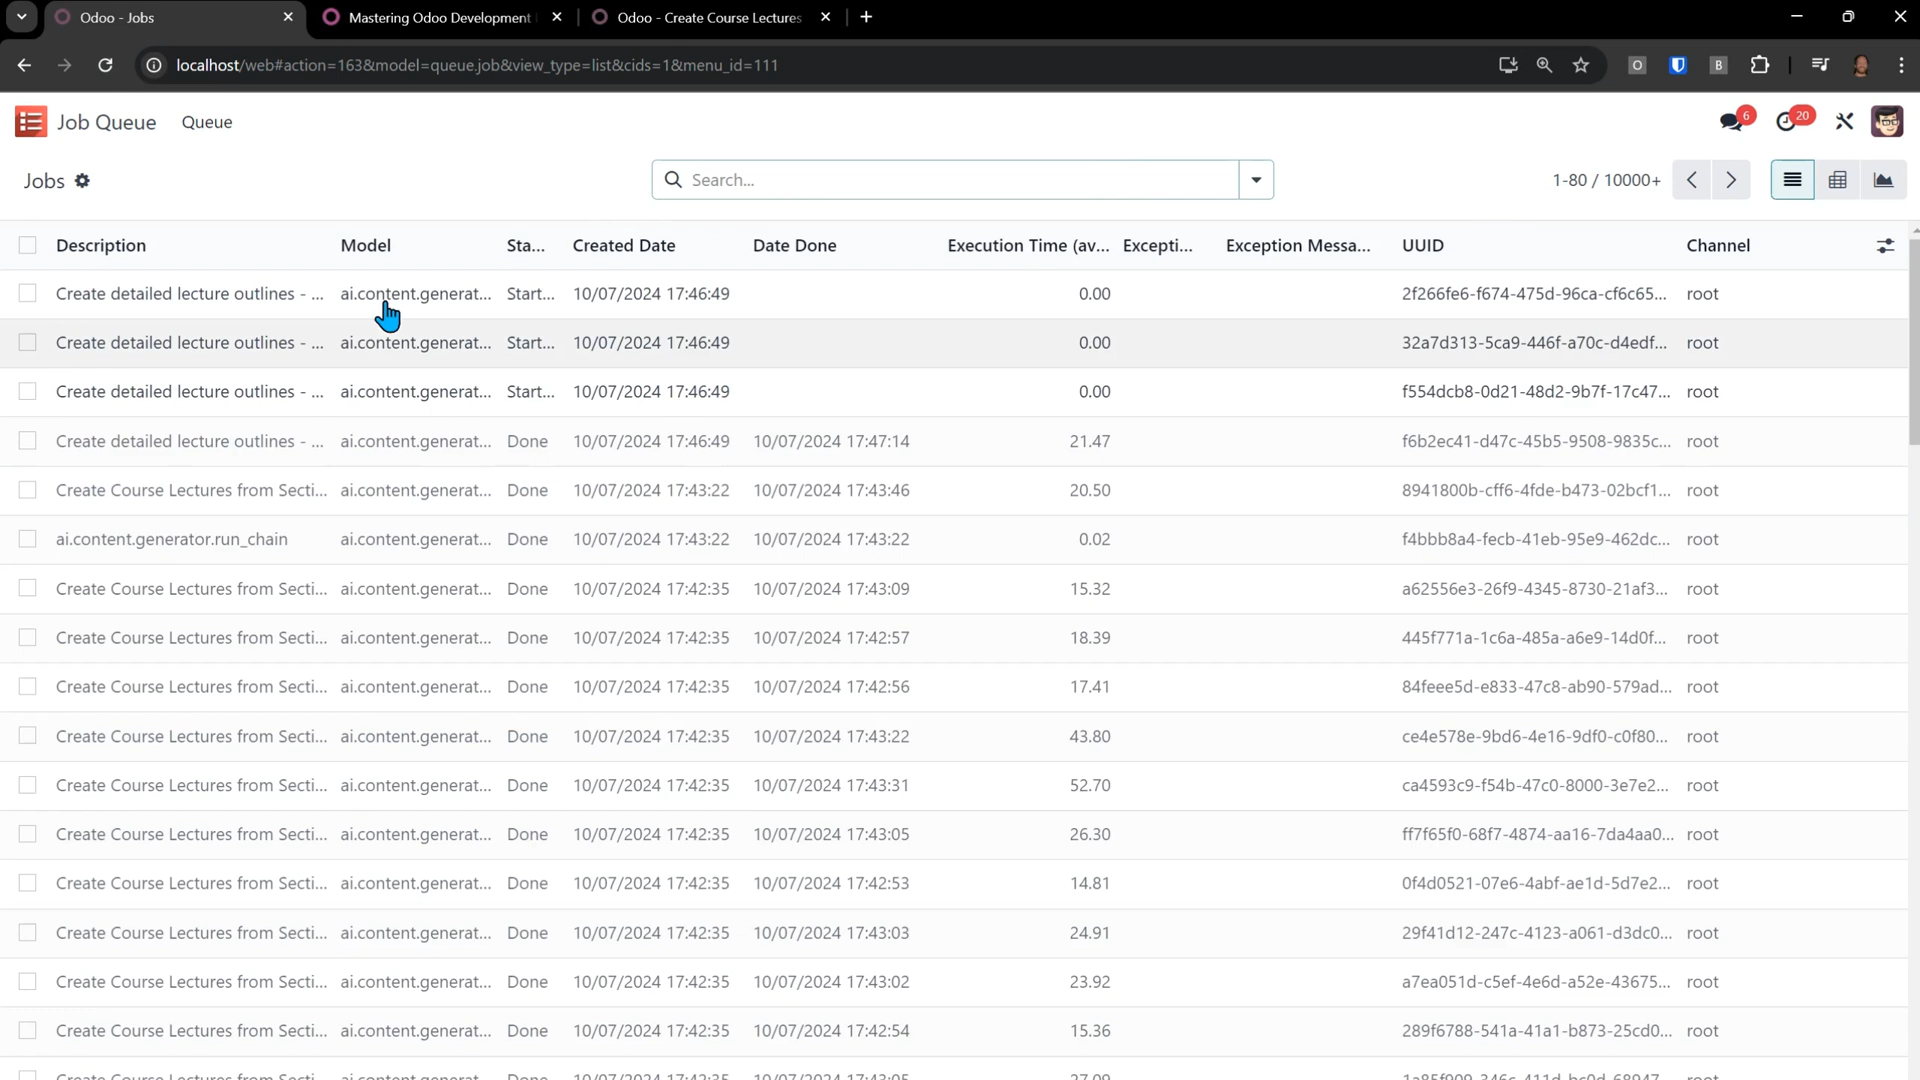 Odoo - Jobs
Mastering Odoo Development
Odoo - Create Course Lectures
localhost/web#action=163&model=queue.job&view_type=list&cids=1&menu_id=111
O
B
Job Queue Queue
6
20
Jobs
Search...
1-80 / 10000+
Description Model Sta... Created Date Date Done Execution Time (av... Excepti... Exception Messa... UUID Channel
Create detailed lecture outlines - ... ai.content.generat... Start... 10/07/2024 17:46:49 0.00 2f266fe6-f674-475d-96ca-cf6c65... root
Create detailed lecture outlines - ... ai.content.generat... Start... 10/07/2024 17:46:49 0.00 32a7d313-5ca9-446f-a70c-d4edf... root
Create detailed lecture outlines - ... ai.content.generat... Start... 10/07/2024 17:46:49 0.00 f554dcb8-0d21-48d2-9b7f-17c47... root
Create detailed lecture outlines - ... ai.content.generat... Done 10/07/2024 17:46:49 10/07/2024 17:47:14 21.47 f6b2ec41-d47c-45b5-9508-9835c... root
Create Course Lectures from Secti... ai.content.generat... Done 10/07/2024 17:43:22 10/07/2024 17:43:46 20.50 8941800b-cff6-4fde-b473-02bcf1... root
ai.content.generator.run_chain ai.content.generat... Done 10/07/2024 17:43:22 10/07/2024 17:43:22 0.02 f4bbb8a4-fecb-41eb-95e9-462dc... root
Create Course Lectures from Secti... ai.content.generat... Done 10/07/2024 17:42:35 10/07/2024 17:43:09 15.32 a62556e3-26f9-4345-8730-21af3... root
Create Course Lectures from Secti... ai.content.generat... Done 10/07/2024 17:42:35 10/07/2024 17:42:57 18.39 445f771a-1c6a-485a-a6e9-14d0f... root
Create Course Lectures from Secti... ai.content.generat... Done 10/07/2024 17:42:35 10/07/2024 17:42:56 17.41 84feee5d-e833-47c8-ab90-579ad... root
Create Course Lectures from Secti... ai.content.generat... Done 10/07/2024 17:42:35 10/07/2024 17:43:22 43.80 ce4e578e-9bd6-4e16-9df0-c0f80... root
Create Course Lectures from Secti... ai.content.generat... Done 10/07/2024 17:42:35 10/07/2024 17:43:31 52.70 ca4593c9-f54b-47c0-8000-3e7e2... root
Create Course Lectures from Secti... ai.content.generat... Done 10/07/2024 17:42:35 10/07/2024 17:43:05 26.30 ff7f65f0-68f7-4874-aa16-7da4aa0... root
Create Course Lectures from Secti... ai.content.generat... Done 10/07/2024 17:42:35 10/07/2024 17:42:53 14.81 0f4d0521-07e6-4abf-ae1d-5d7e2... root
Create Course Lectures from Secti... ai.content.generat... Done 10/07/2024 17:42:35 10/07/2024 17:43:03 24.91 29f41d12-247c-4123-a061-d3dc0... root
Create Course Lectures from Secti... ai.content.generat... Done 10/07/2024 17:42:35 10/07/2024 17:43:02 23.92 a7ea051d-c5ef-4e6d-a52e-43675... root
Create Course Lectures from Secti... ai.content.generat... Done 10/07/2024 17:42:35 10/07/2024 17:42:54 15.36 289f6788-541a-41a1-b873-25cd0... root